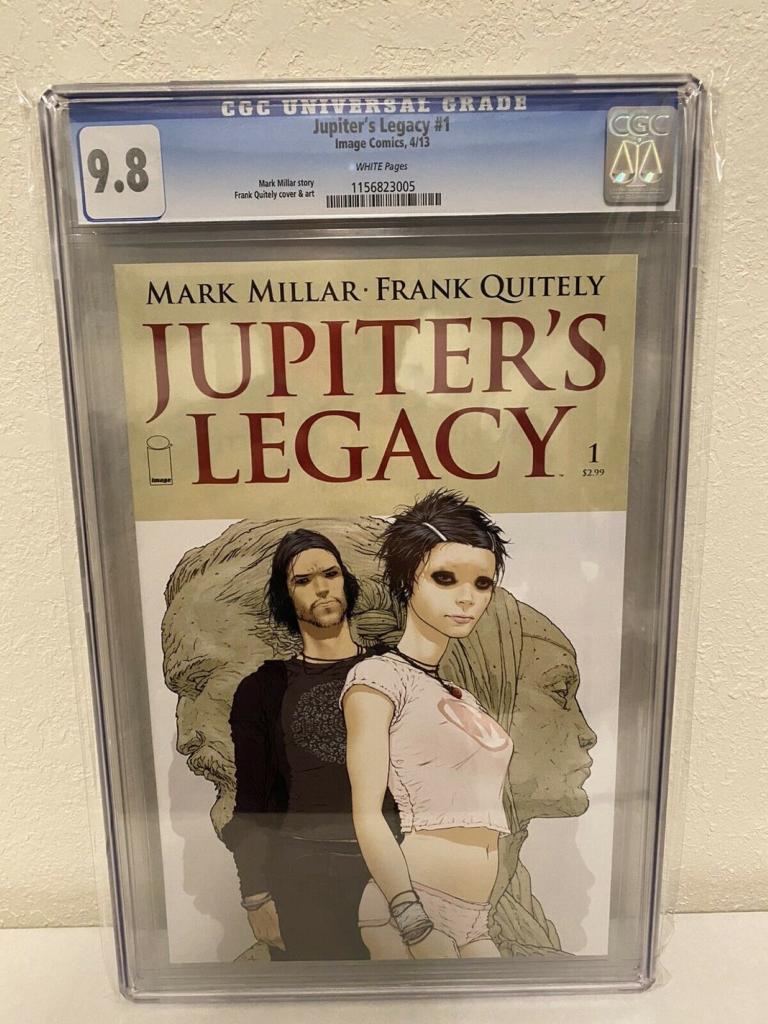 CGC UNIVERSAL GRADE
9.8
Jupiter's Legacy #1
Image Comics, 4/13
WHITE Pages
Mark Millar story
Frank Quitely cover & art
1156823005
CGC
MARK MILLAR · FRANK QUITELY
JUPITER'S
LEGACY™
image
1
$2.99